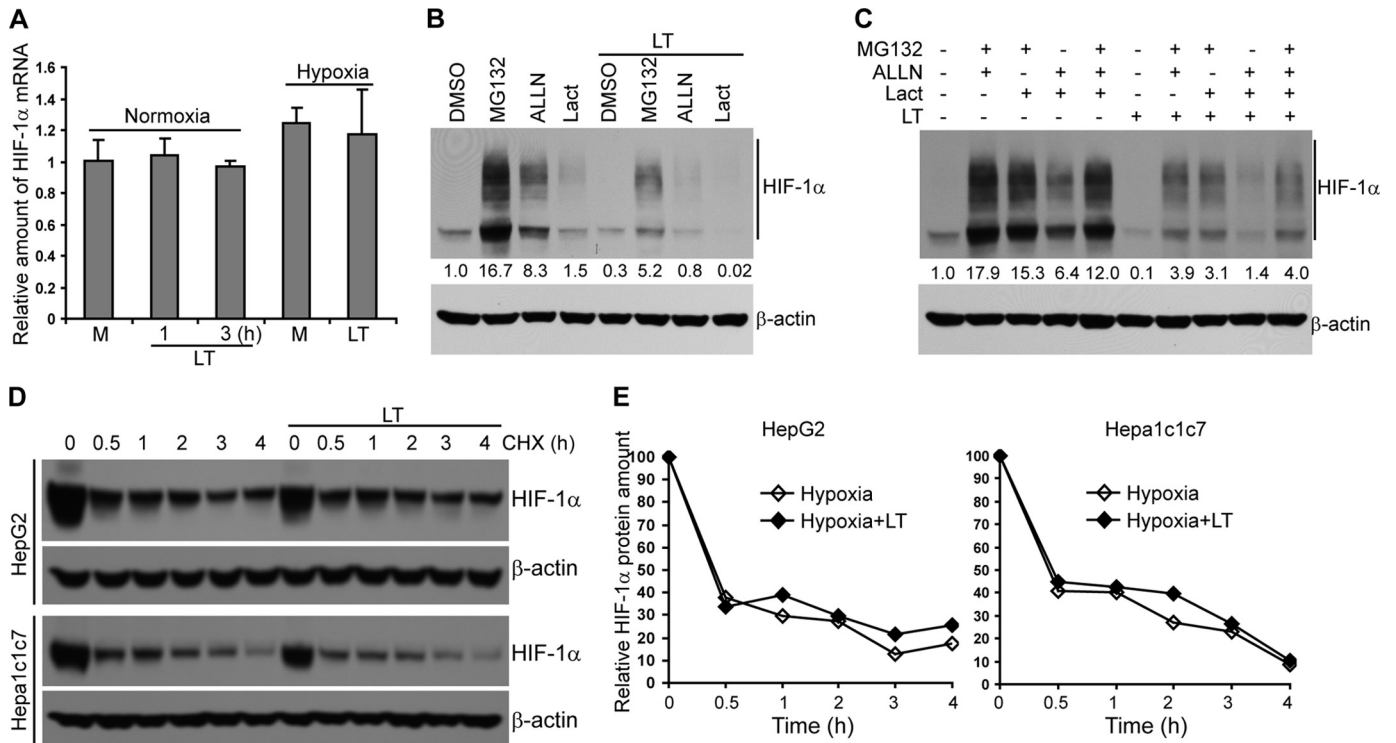 A
Relative amount of HIF-1α mRNA
1.6
1.4
1.2
1
0.8
0.6
0.4
0.2
0
Normoxia
Hypoxia
M 1 3 (h) M LT
LT
B
LT
DMSO MG132 ALLN Lact DMSO MG132 ALLN Lact
HIF-1α
1.0 16.7 8.3 1.5 0.3 5.2 0.8 0.02
β-actin
C
MG132 - + + - + - + + - +
ALLN - + - + + - + - + +
Lact - - + + + - - + + +
LT - - - - - + + + + +
HIF-1α
1.0 17.9 15.3 6.4 12.0 0.1 3.9 3.1 1.4 4.0
β-actin
D
LT
0 0.5 1 2 3 4 0 0.5 1 2 3 4 CHX (h)
HepG2
HIF-1α
β-actin
Hepa1c1c7
HIF-1α
β-actin
E
Relative HIF-1α protein amount
HepG2
100
90
80
70
60
50
40
30
20
10
0
Hypoxia
Hypoxia+LT
0 0.5 1 2 3 4
Time (h)
Hepa1c1c7
100
90
80
70
60
50
40
30
20
10
0
Hypoxia
Hypoxia+LT
0 0.5 1 2 3 4
Time (h)